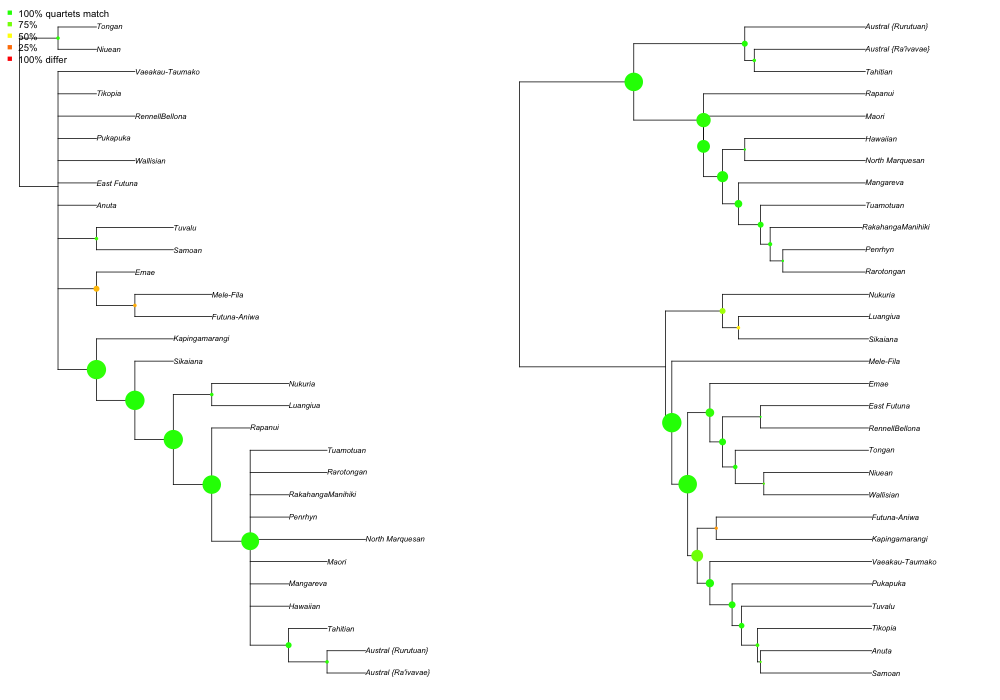 100% quartets match
75%
50%
25%
100% differ
Tongan
Niuean
Vaeakau-Taumako
Tikopia
RennellBellona
Pukapuka
Wallisian
East Futuna
Anuta
Tuvalu
Samoan
Emae
Mele-Fila
Futuna-Aniwa
Kapingamarangi
Sikaiana
Nukuria
Luangiua
Rapanui
Tuamotuan
Rarotongan
RakahangaManihiki
Penrhyn
North Marquesan
Maori
Mangareva
Hawaiian
Tahitian
Austral {Rurutuan}
Austral {Ra'ivavae}
Austral {Rurutuan}
Austral {Ra'ivavae}
Tahitian
Rapanui
Maori
Hawaiian
North Marquesan
Mangareva
Tuamotuan
RakahangaManihiki
Penrhyn
Rarotongan
Nukuria
Luangiua
Sikaiana
Mele-Fila
Emae
East Futuna
RennellBellona
Tongan
Niuean
Wallisian
Futuna-Aniwa
Kapingamarangi
Vaeakau-Taumako
Pukapuka
Tuvalu
Tikopia
Anuta
Samoan